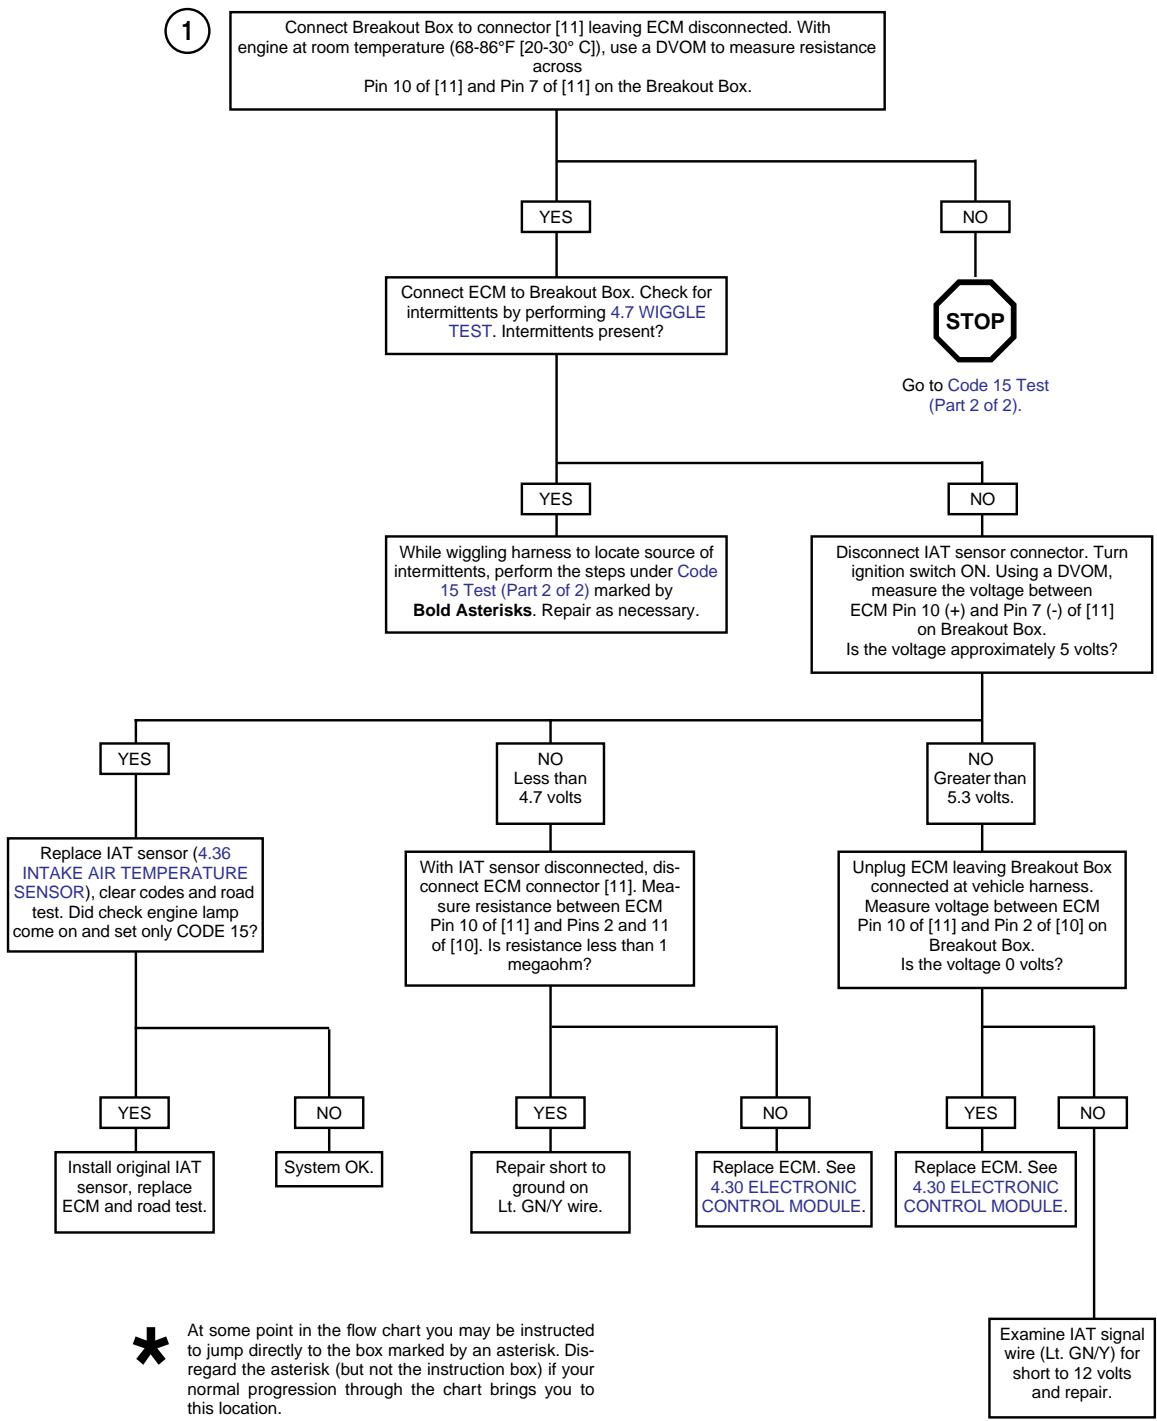 1
Connect Breakout Box to connector [11] leaving ECM disconnected. With
engine at room temperature (68-86°F [20-30° C]), use a DVOM to measure resistance
across
Pin 10 of [11] and Pin 7 of [11] on the Breakout Box.
YES
NO
Connect ECM to Breakout Box. Check for
intermittents by performing 4.7 WIGGLE
TEST. Intermittents present?
STOP
Go to Code 15 Test
(Part 2 of 2).
YES
NO
While wiggling harness to locate source of
intermittents, perform the steps under Code
15 Test (Part 2 of 2) marked by
Bold Asterisks. Repair as necessary.
Disconnect IAT sensor connector. Turn
ignition switch ON. Using a DVOM,
measure the voltage between
ECM Pin 10 (+) and Pin 7 (-) of [11]
on Breakout Box.
Is the voltage approximately 5 volts?
YES
NO
Less than
4.7 volts
NO
Greater than
5.3 volts.
Replace IAT sensor (4.36
INTAKE AIR TEMPERATURE
SENSOR), clear codes and road
test. Did check engine lamp
come on and set only CODE 15?
With IAT sensor disconnected, dis-
connect ECM connector [11]. Mea-
sure resistance between ECM
Pin 10 of [11] and Pins 2 and 11
of [10]. Is resistance less than 1
megaohm?
Unplug ECM leaving Breakout Box
connected at vehicle harness.
Measure voltage between ECM
Pin 10 of [11] and Pin 2 of [10] on
Breakout Box.
Is the voltage 0 volts?
YES
NO
YES
NO
YES
NO
Install original IAT
sensor, replace
ECM and road test.
System OK.
Repair short to
ground on
Lt. GN/Y wire.
Replace ECM. See
4.30 ELECTRONIC
CONTROL MODULE.
Replace ECM. See
4.30 ELECTRONIC
CONTROL MODULE.
Examine IAT signal
wire (Lt. GN/Y) for
short to 12 volts
and repair.
* At some point in the flow chart you may be instructed
to jump directly to the box marked by an asterisk. Dis-
regard the asterisk (but not the instruction box) if your
normal progression through the chart brings you to
this location.